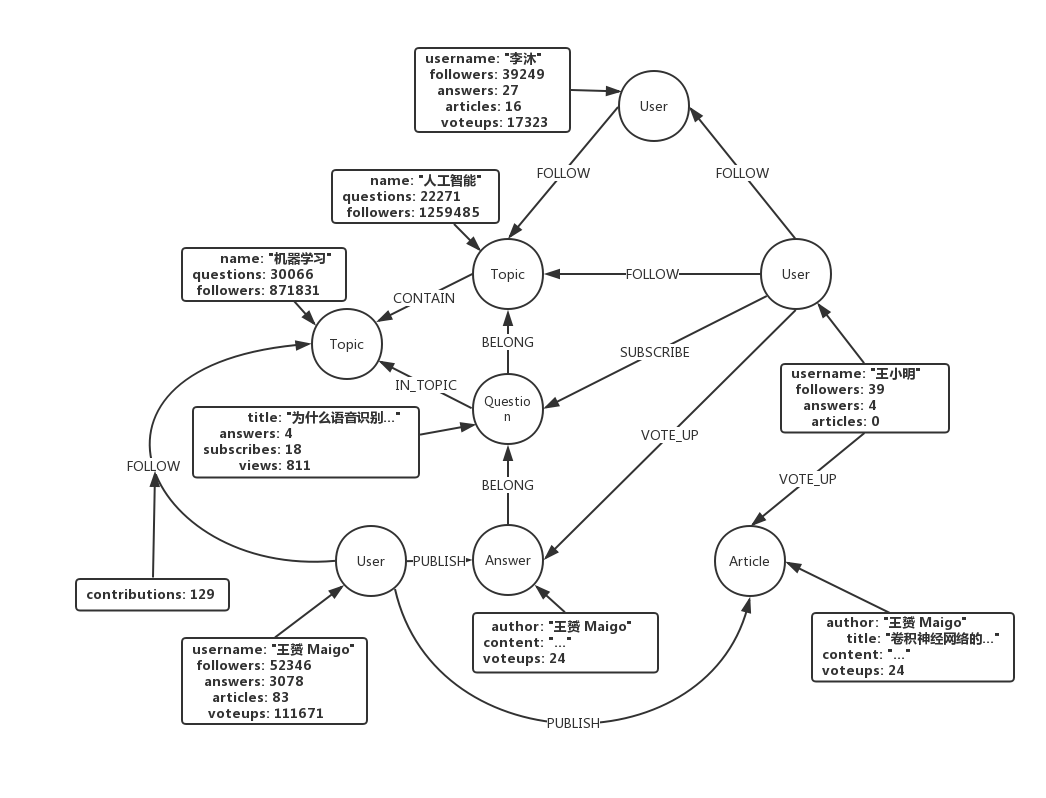 username: "李沐"
followers: 39249
answers: 27
articles: 16
voteups: 17323
User
FOLLOW
FOLLOW
name: "人工智能"
questions: 22271
followers: 1259485
name: "机器学习"
questions: 30066
followers: 871831
Topic
FOLLOW
User
CONTAIN
Topic
BELONG
SUBSCRIBE
username: "王小明"
followers: 39
answers: 4
articles: 0
IN_TOPIC
Questio
n
title: "为什么语音识别..."
answers: 4
subscribes: 18
views: 811
VOTE_UP
FOLLOW
BELONG
VOTE_UP
User
PUBLISH
Answer
Article
contributions: 129
username: "王赟 Maigo"
followers: 52346
answers: 3078
articles: 83
voteups: 111671
author: "王赟 Maigo"
content: "..."
voteups: 24
author: "王赟 Maigo"
title: "卷积神经网络的..."
content: "..."
voteups: 24
PUBLISH